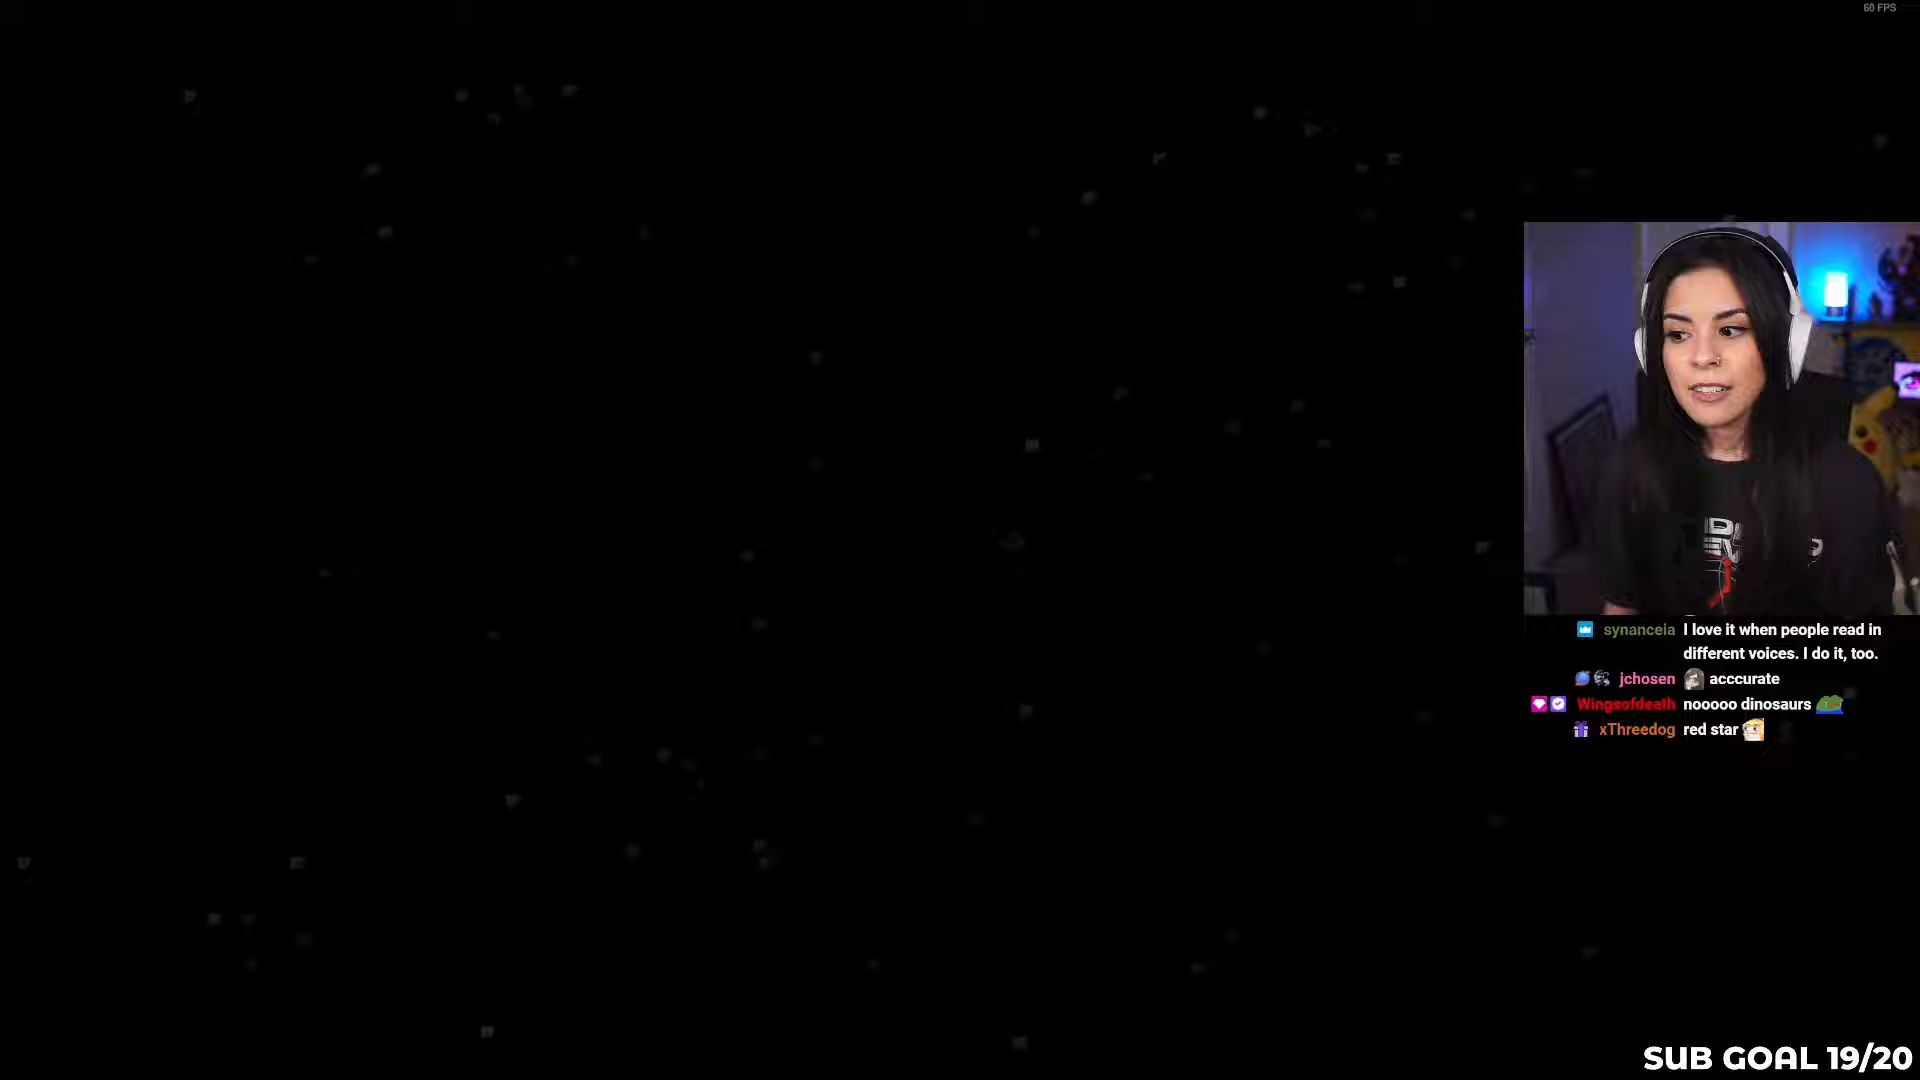 60 FPS
synanceia I love it when people read in
different voices. I do it, too.
jchosen acccurate
Wingsofdeath nooooo dinosaurs
xThreedog red star
SUB GOAL 19/20